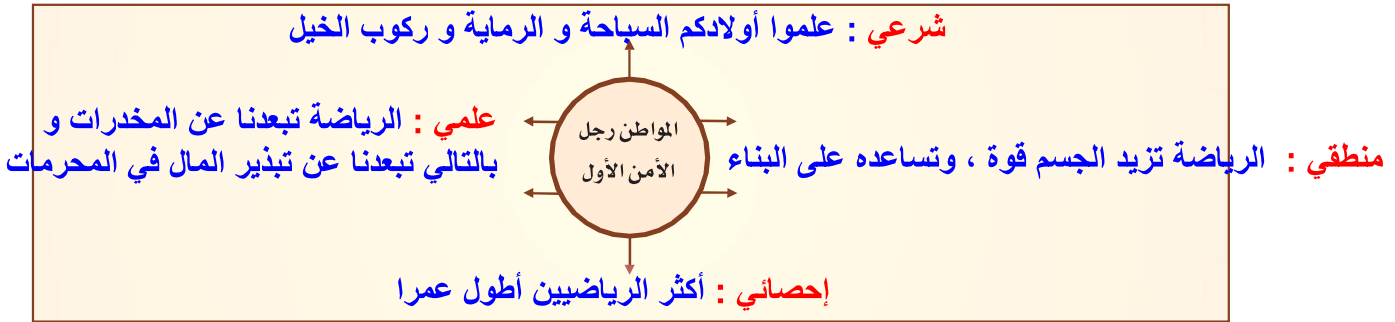 شرعي : علموا أولادكم السباحة و الرماية و ركوب الخيل
منطقي : الرياضة تزيد الجسم قوة ، وتساعده على البناء
المواطن رجل
الأمن الأول
علمي : الرياضة تبعدنا عن المخدرات و
بالتالي تبعدنا عن تبذير المال في المحرمات
إحصائي : أكثر الرياضيين أطول عمرا